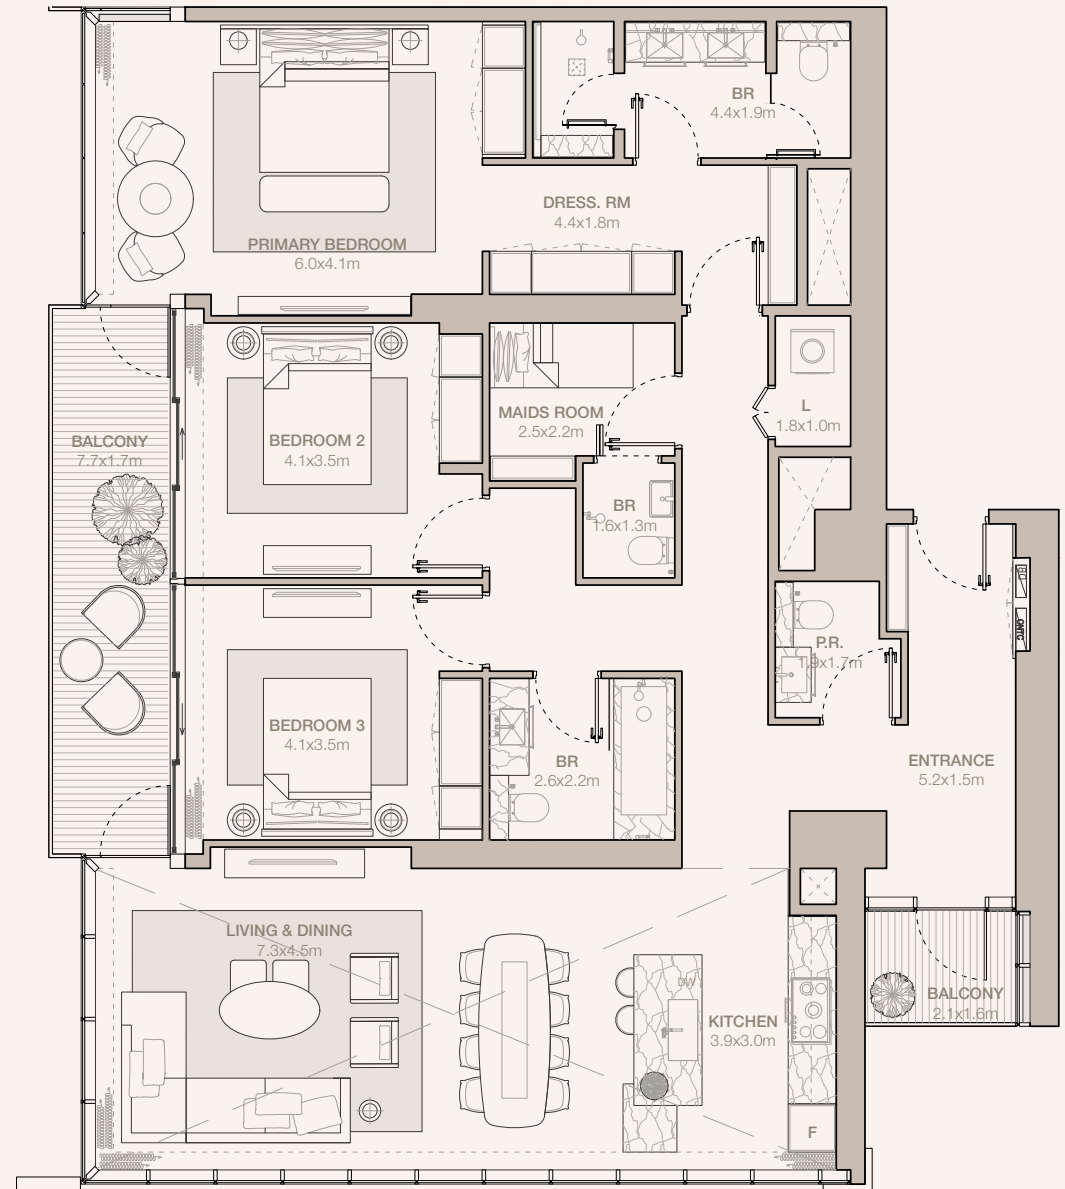 BR
4.4x1.9m
DRESS. RM
4.4x1.8m
PRIMARY BEDROOM
6.0x4.1m
MAIDS ROOM
2.5x2.2m
L
1.8x1.0m
BALCONY
7.7x1.7m
BEDROOM 2
4.1x3.5m
BR
1.6x1.3m
P.R.
1.9x1.7m
BEDROOM 3
4.1x3.5m
BR
2.6x2.2m
ENTRANCE
5.2x1.5m
LIVING & DINING
7.3x4.5m
DW
KITCHEN
3.9x3.0m
BALCONY
2.1x1.6m
F